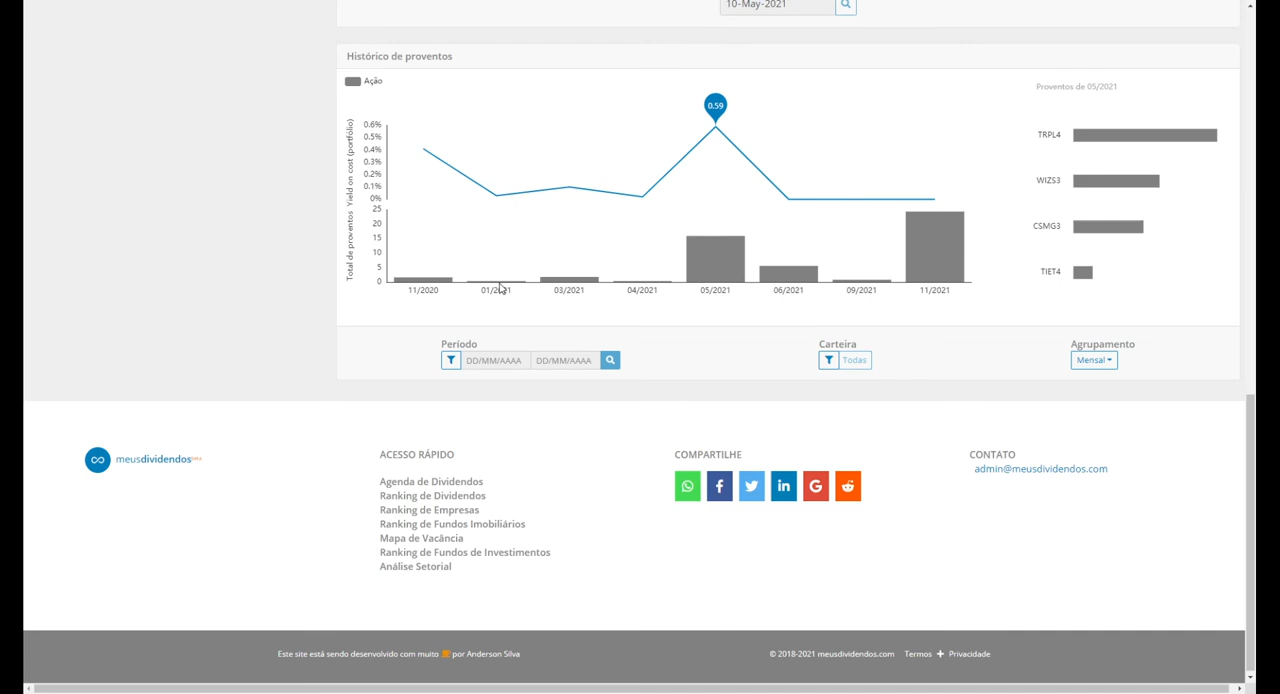 10-May-2021
Histórico de proventos
Ação
Proventos de 05/2021
0.59
Yield on cost (portfólio)
0.6%
0.5%
0.4%
0.3%
0.2%
0.1%
0%
Total de proventos
25
20
15
10
5
0
11/2020 01/2021 03/2021 04/2021 05/2021 06/2021 09/2021 11/2021
TRPL4
WIZS3
CSMG3
TIET4
Período
DD/MM/AAAA DD/MM/AAAA
Carteira
Todas
Agrupamento
Mensal
meusdividendos
ACESSO RÁPIDO
Agenda de Dividendos
Ranking de Dividendos
Ranking de Empresas
Ranking de Fundos Imobiliários
Mapa de Vacância
Ranking de Fundos de Investimentos
Análise Setorial
COMPARTILHE
CONTATO
admin@meusdividendos.com
Este site está sendo desenvolvido com muito por Anderson Silva
© 2018-2021 meusdividendos.com Termos + Privacidade